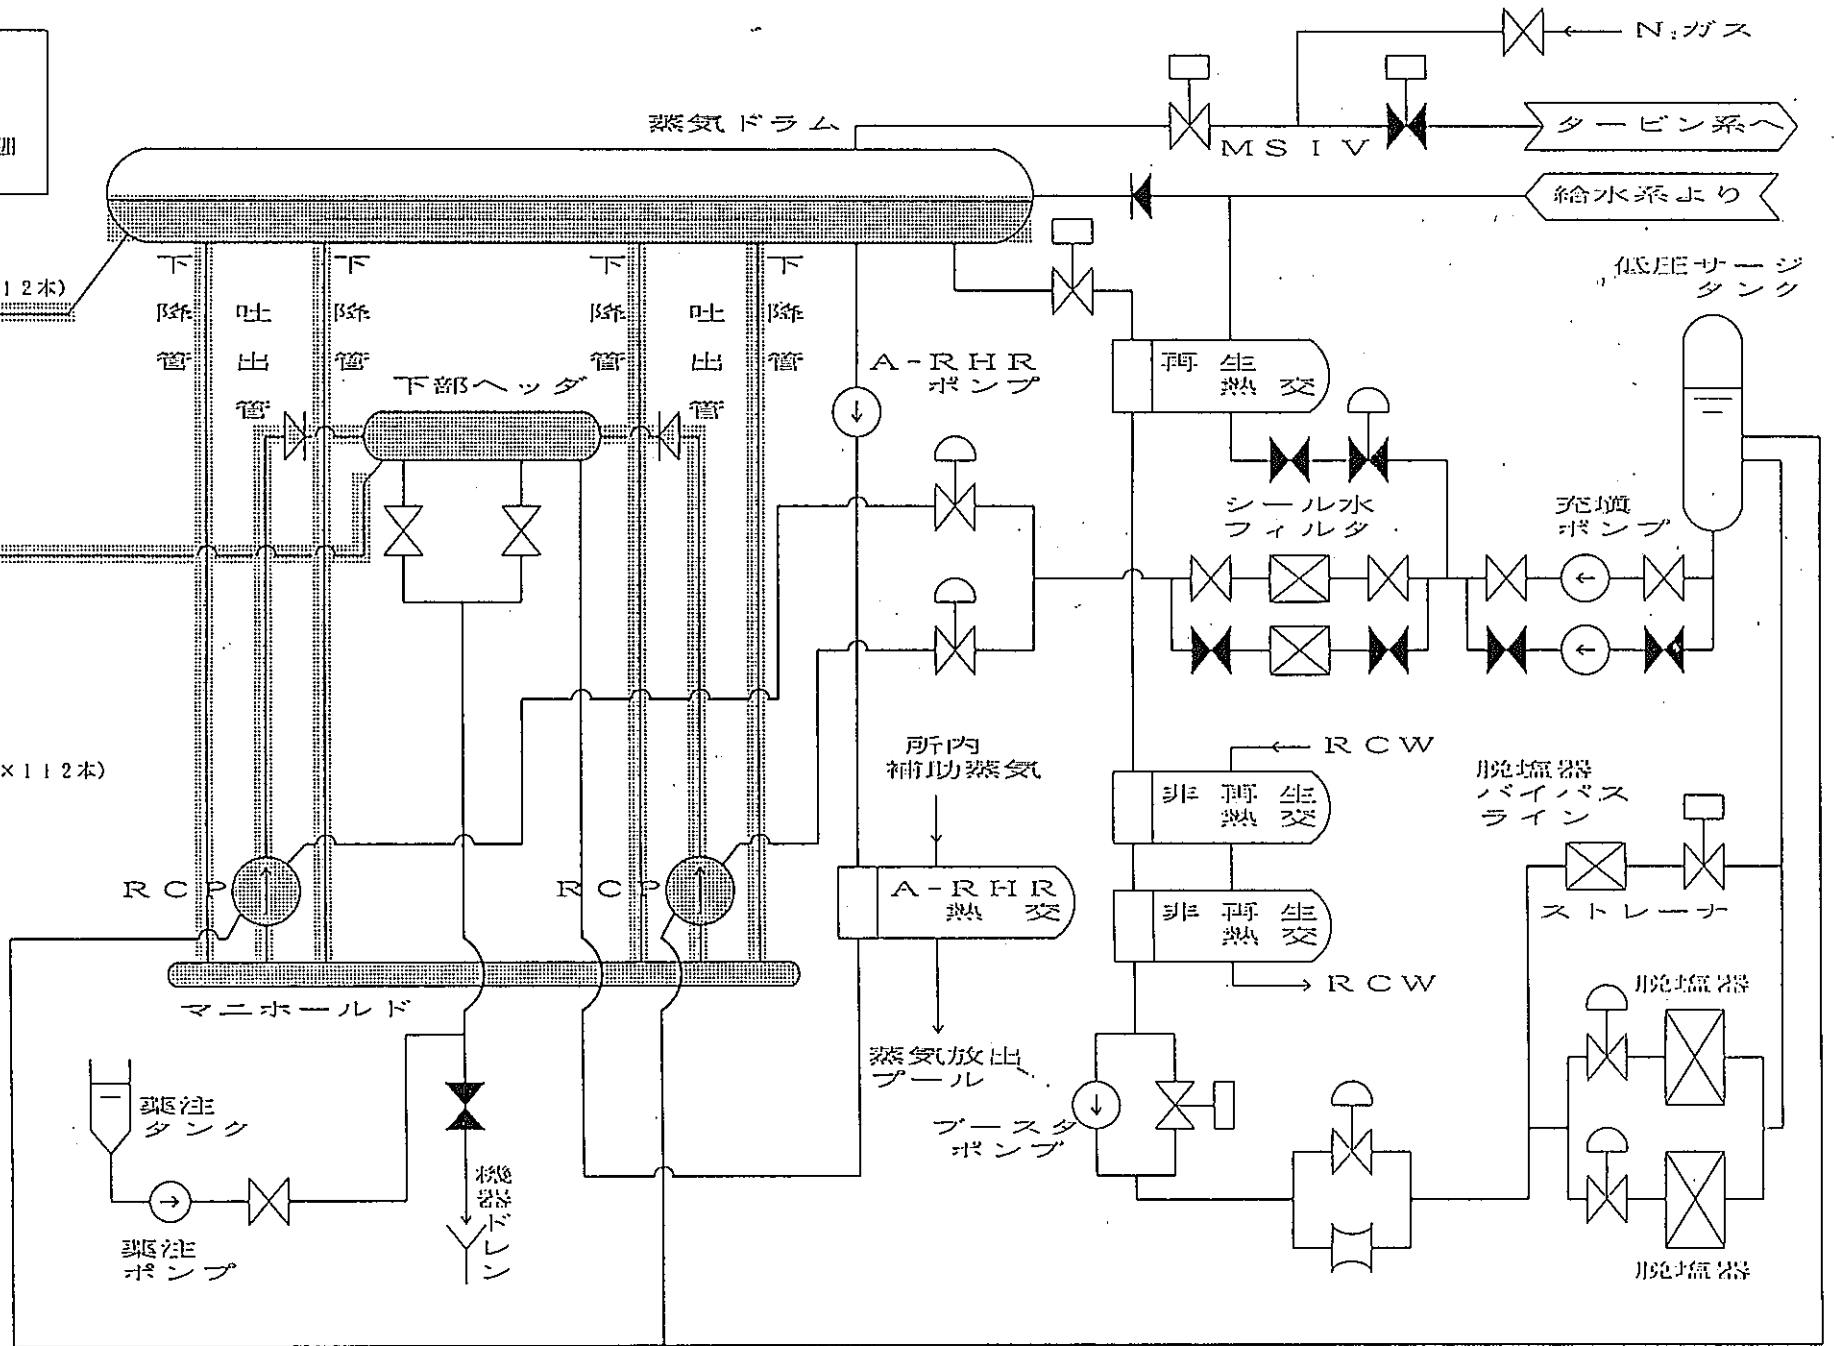 N₂ガス
蒸気ドラム
MSIV
タービン系へ
給水系より
12本)
下降管
吐出管
下降管
下降管
吐出管
下降管
低圧サージ
タンク
下部ヘッダ
A-RHR
ポンプ
再生
熱交
シール水
フィルタ
充塡
ポンプ
×112本)
所内
補助蒸気
RCW
非再生
熱交
脱塩器
バイパス
ライン
RCP
RCP
A-RHR
熱交
非再生
熱交
ストレーナ
RCW
脱塩器
マニホールド
蒸気放出
プール
薬注
タンク
ブースタ
ポンプ
機器ドレン
薬注
ポンプ
脱塩器